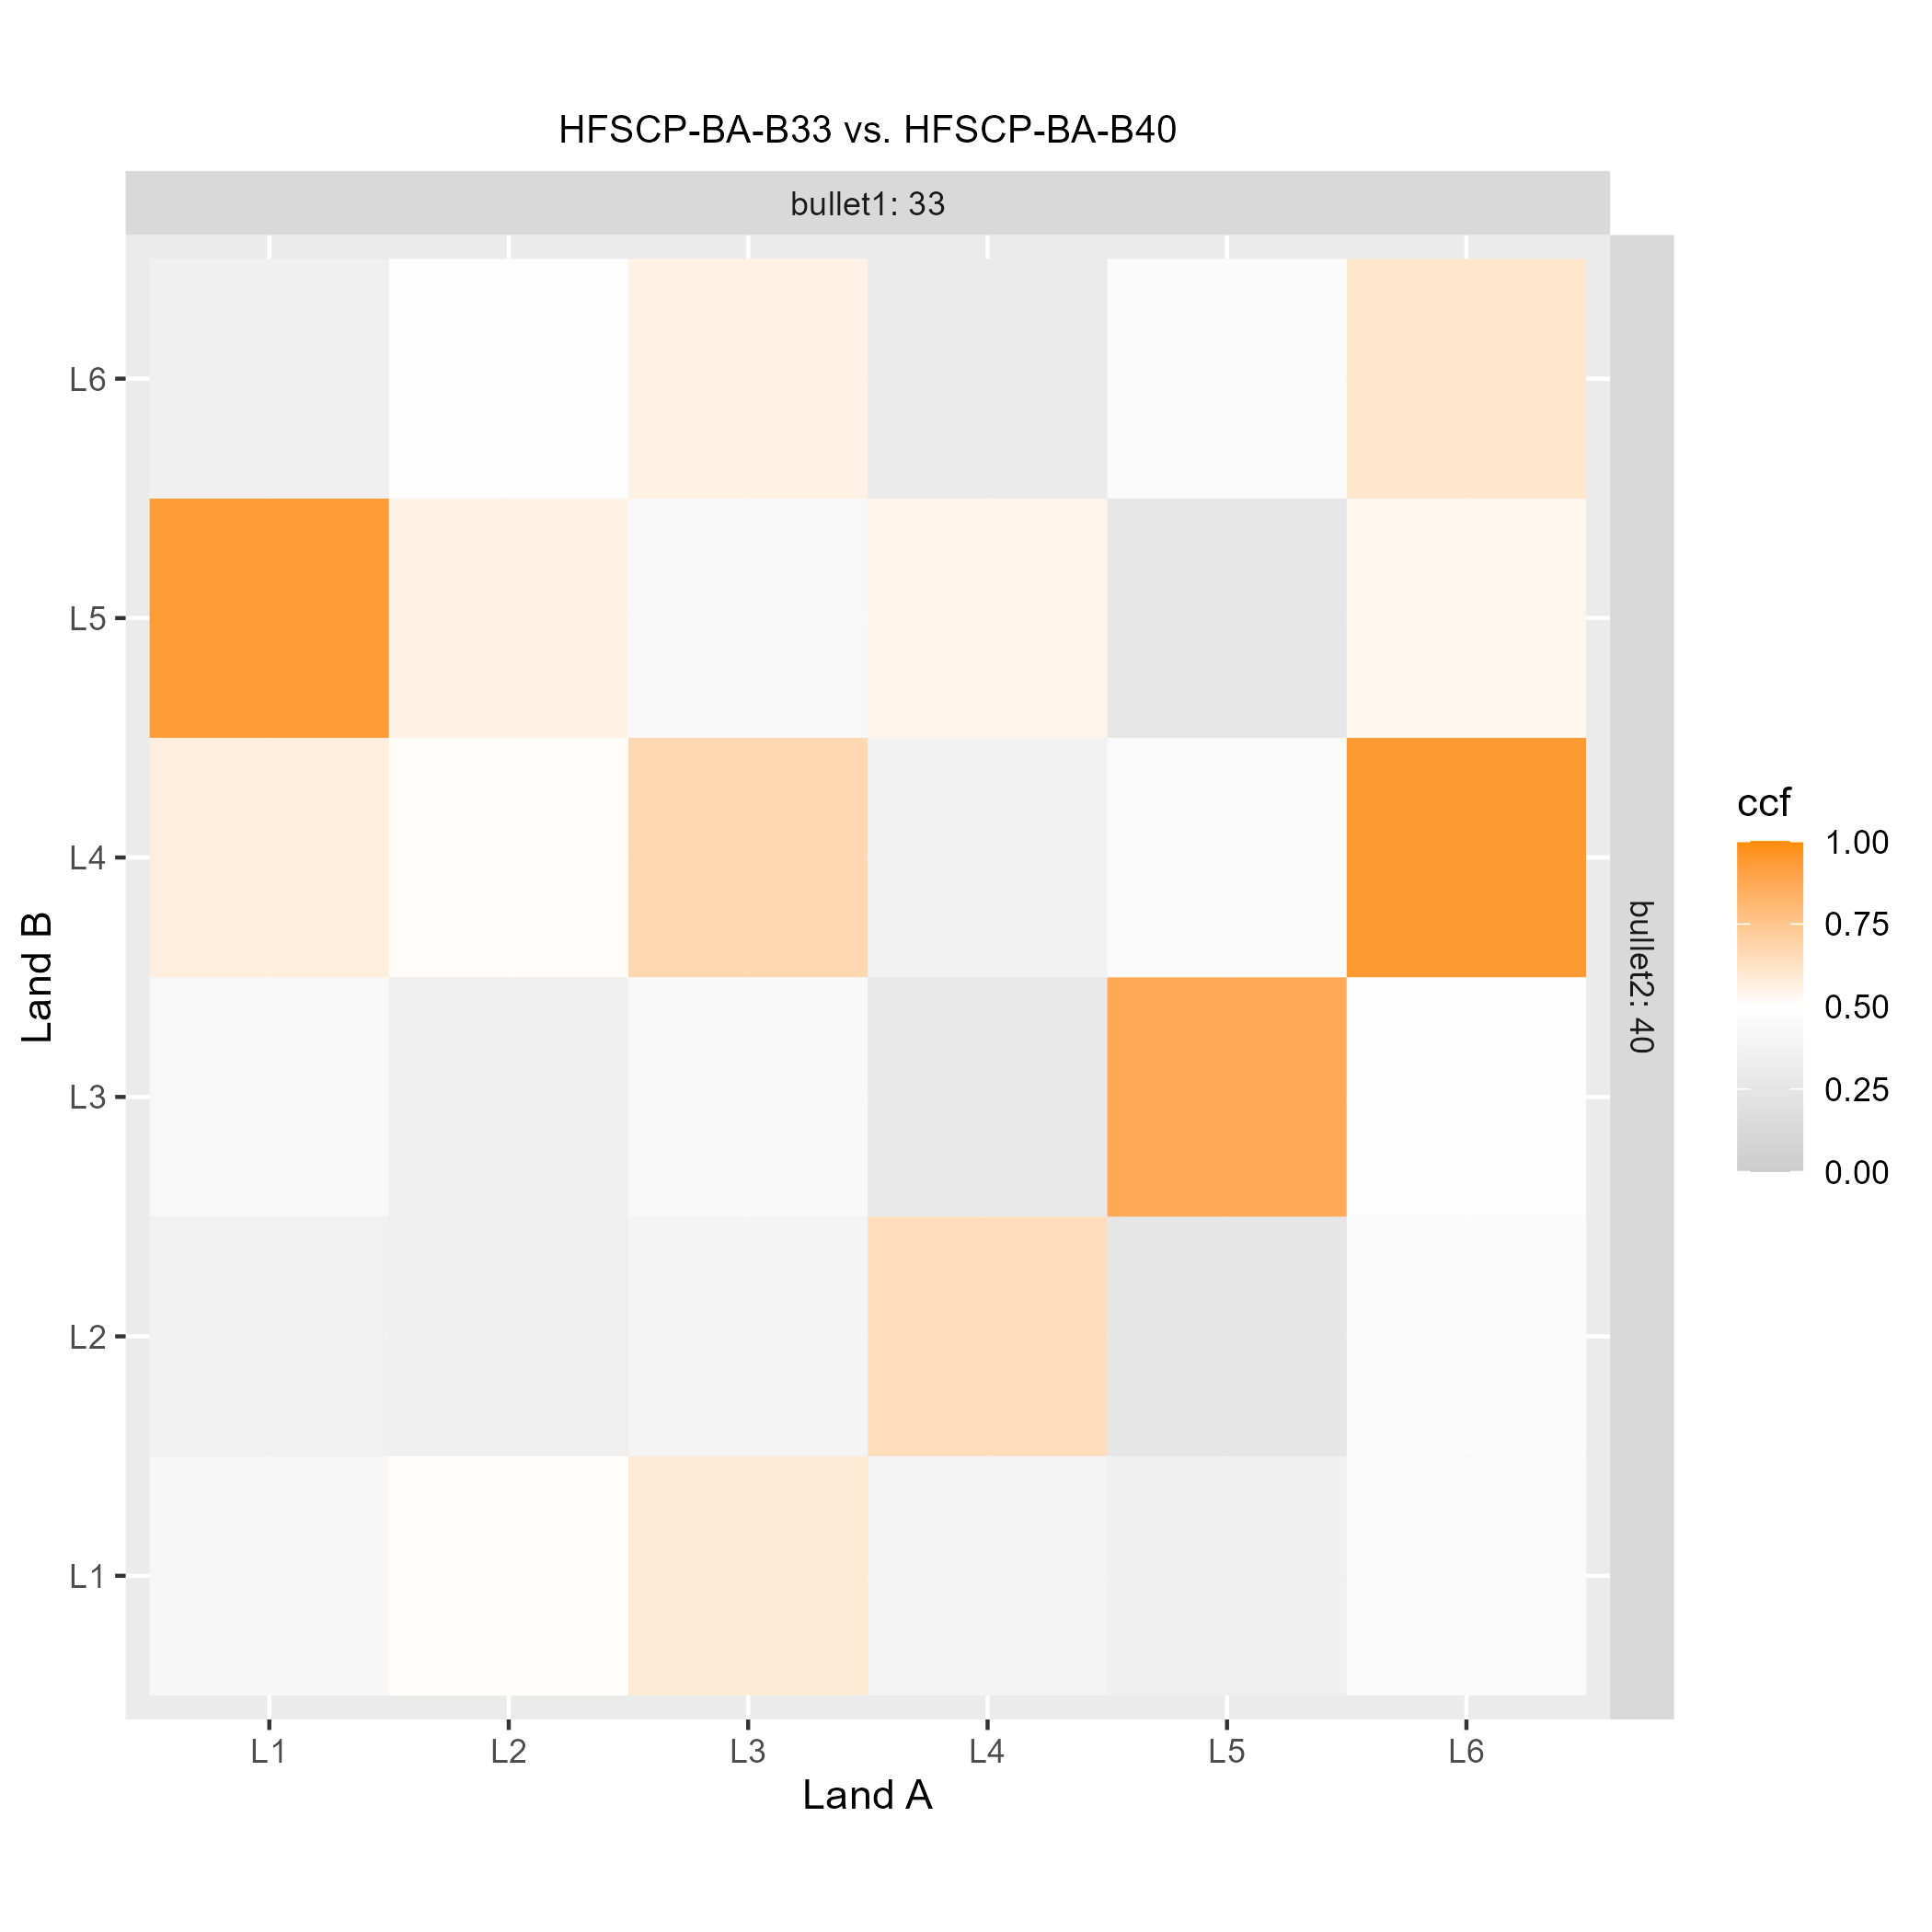 HFSCP-BA-B33 vs. HFSCP-BA-B40
bullet1: 33
L6
L5
L4
L3
L2
L1
Land B
bullet2: 40
L1 L2 L3 L4 L5 L6
Land A
ccf
1.00
0.75
0.50
0.25
0.00